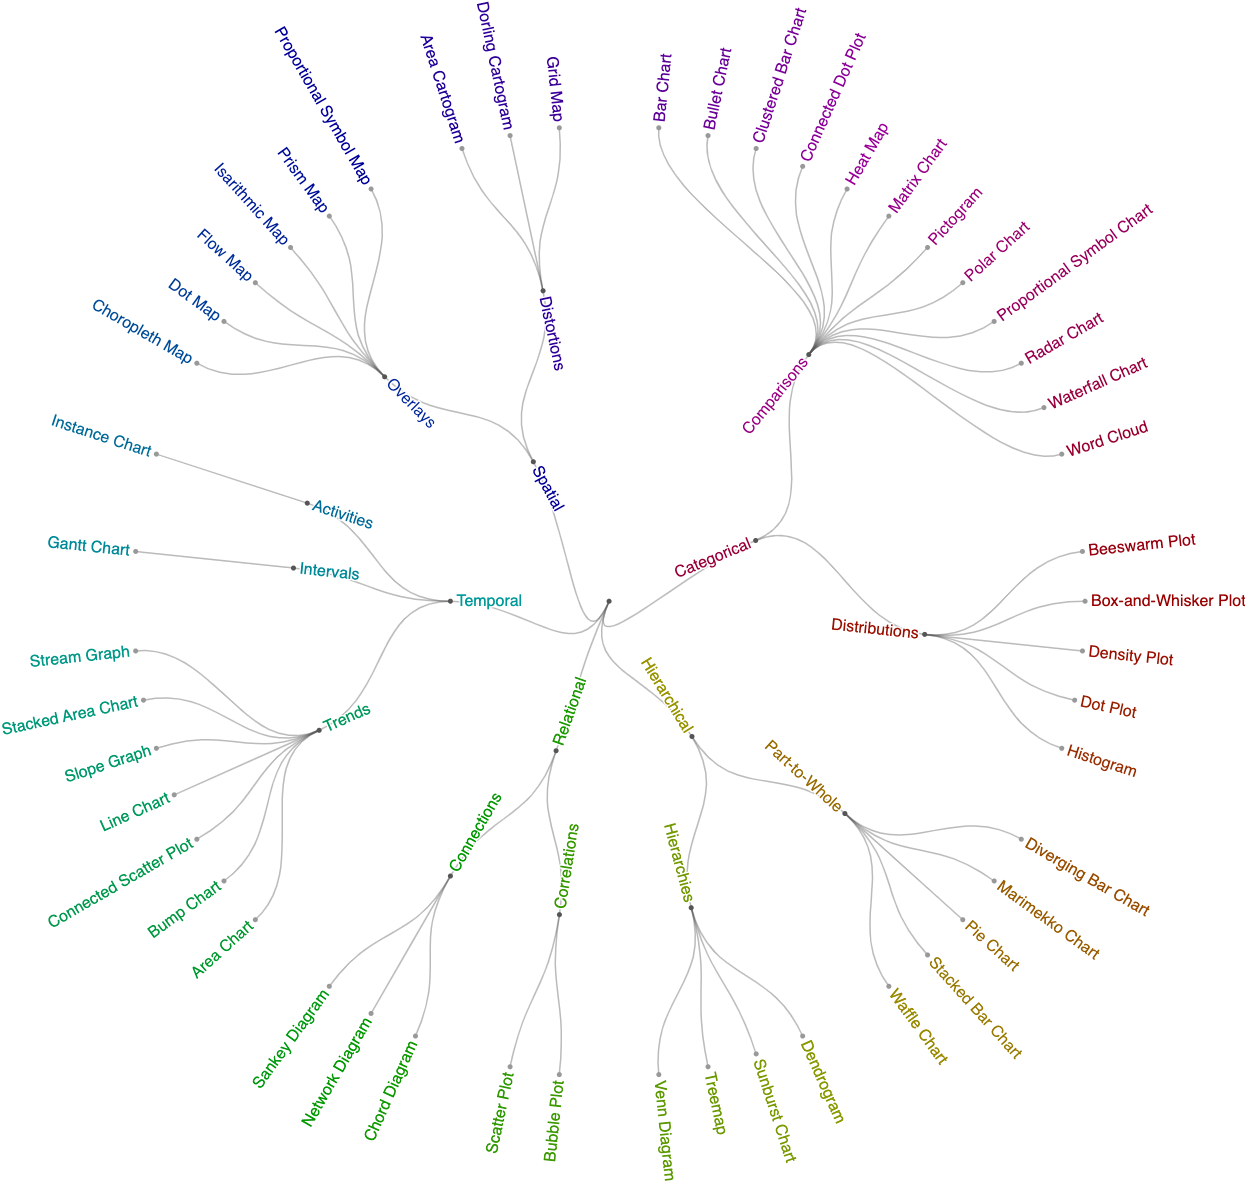 Categorical
Comparisons
Bar Chart
Bullet Chart
Clustered Bar Chart
Connected Dot Plot
Heat Map
Matrix Chart
Pictogram
Polar Chart
Proportional Symbol Chart
Radar Chart
Waterfall Chart
Word Cloud
Distributions
Beeswarm Plot
Box-and-Whisker Plot
Density Plot
Dot Plot
Histogram
Hierarchical
Part-to-Whole
Diverging Bar Chart
Marimekko Chart
Pie Chart
Stacked Bar Chart
Waffle Chart
Hierarchies
Dendrogram
Sunburst Chart
Treemap
Venn Diagram
Relational
Correlations
Bubble Plot
Scatter Plot
Connections
Chord Diagram
Network Diagram
Sankey Diagram
Temporal
Trends
Area Chart
Bump Chart
Connected Scatter Plot
Line Chart
Slope Graph
Stacked Area Chart
Stream Graph
Intervals
Gantt Chart
Activities
Instance Chart
Spatial
Overlays
Choropleth Map
Dot Map
Flow Map
Isarithmic Map
Prism Map
Proportional Symbol Map
Distortions
Area Cartogram
Dorling Cartogram
Grid Map